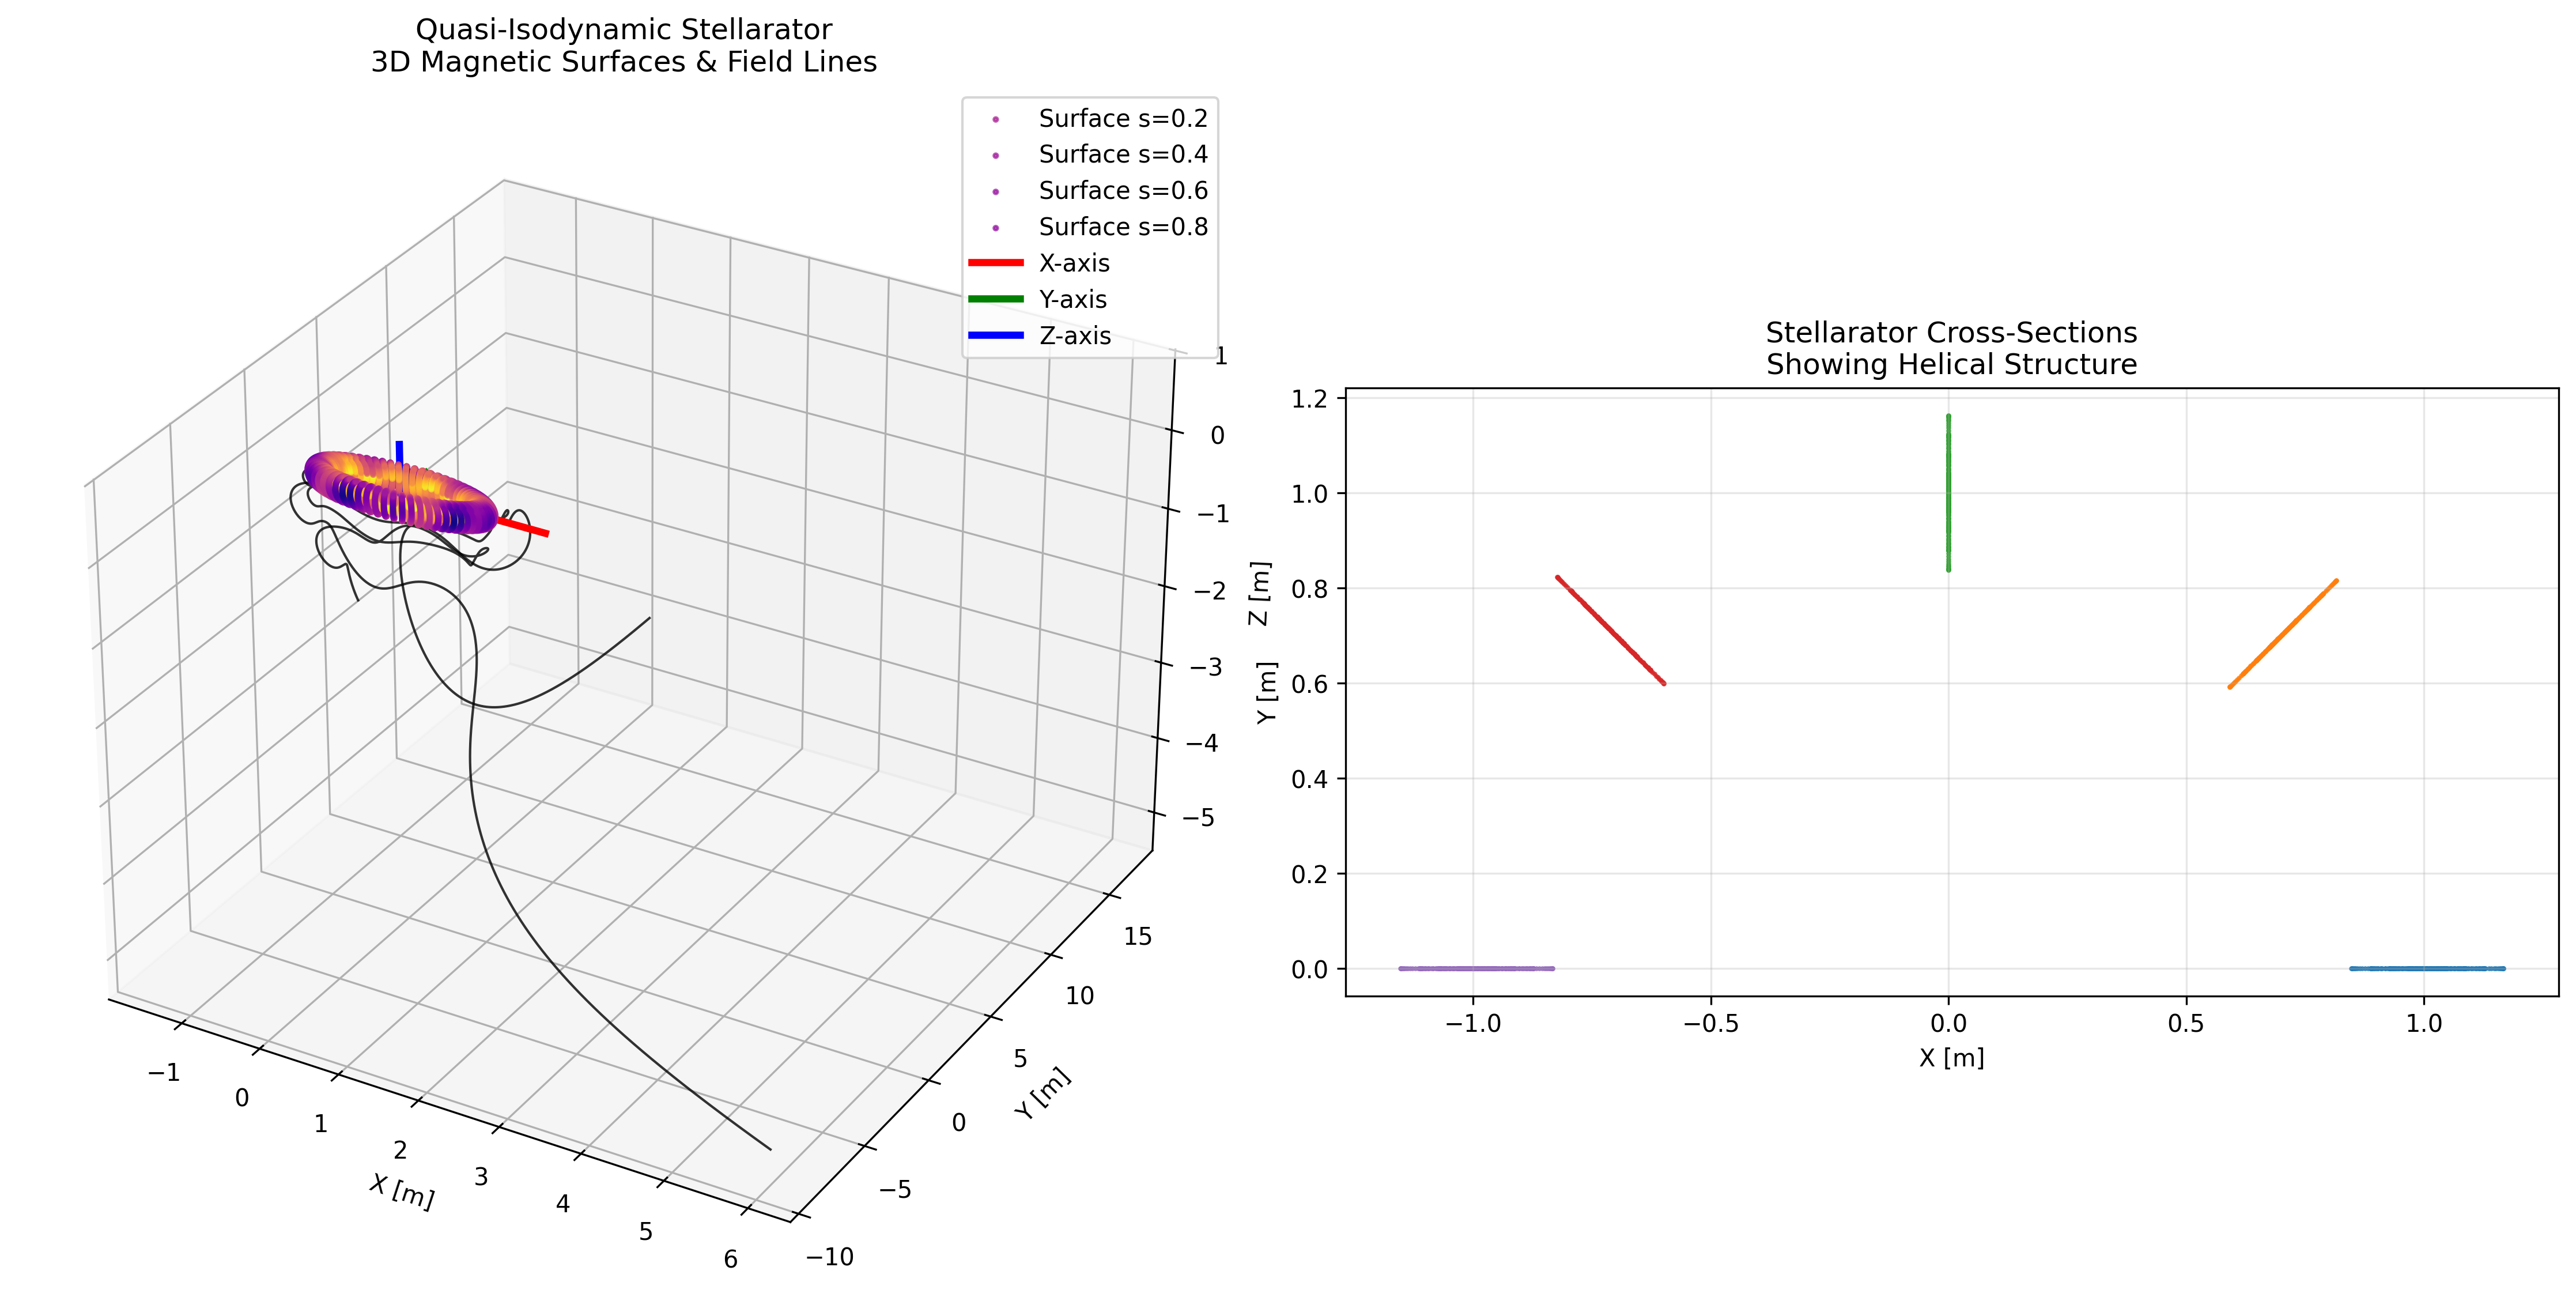 Quasi-Isodynamic Stellarator
3D Magnetic Surfaces & Field Lines
Surface s=0.2
Surface s=0.4
Surface s=0.6
Surface s=0.8
X-axis
Y-axis
Z-axis
1
0
−1
−2
−3
−4
−5
Z [m]
15
10
5
0
−5
−10
Y [m]
−1
0
1
2
3
4
5
6
X [m]
Stellarator Cross-Sections
Showing Helical Structure
1.2
1.0
0.8
0.6
0.4
0.2
0.0
Y [m]
−1.0
−0.5
0.0
0.5
1.0
X [m]